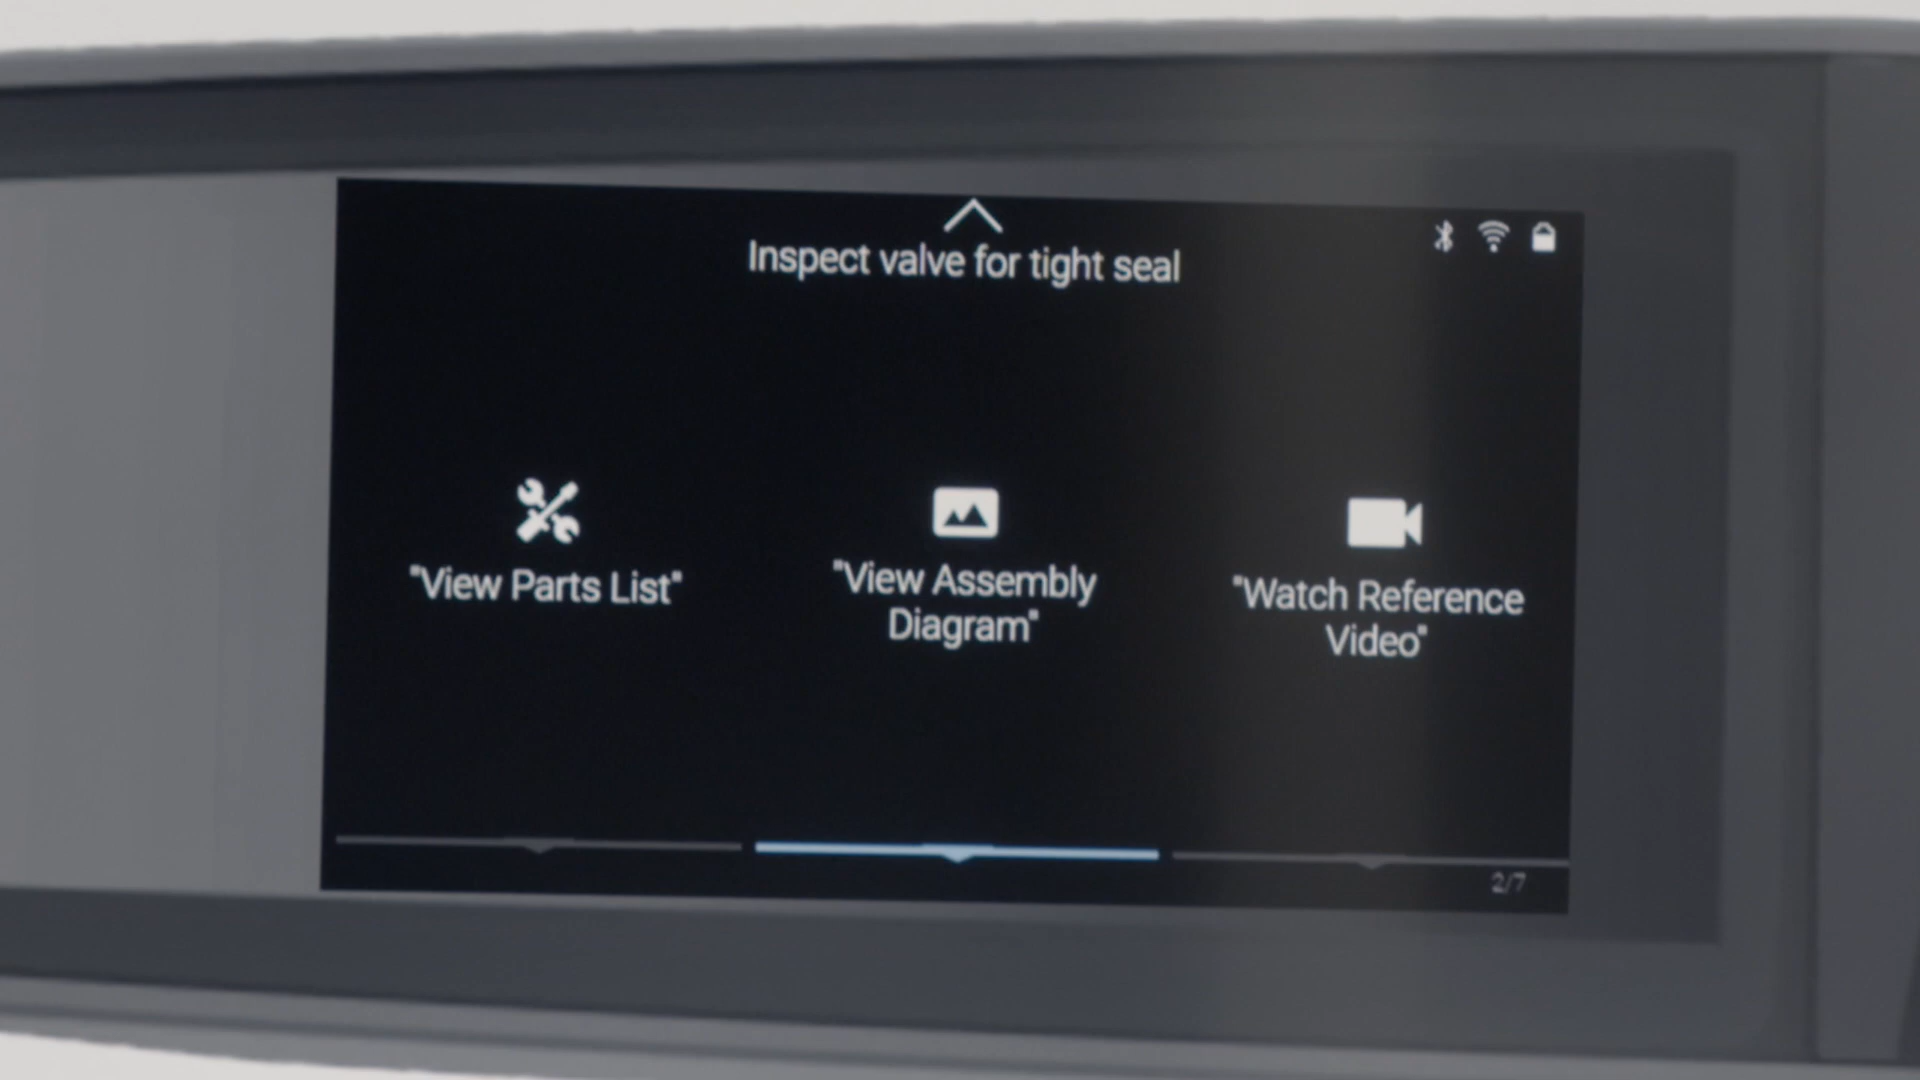 Inspect valve for tight seal
"View Parts List"
"View Assembly
Diagram"
"Watch Reference
Video"
2/7